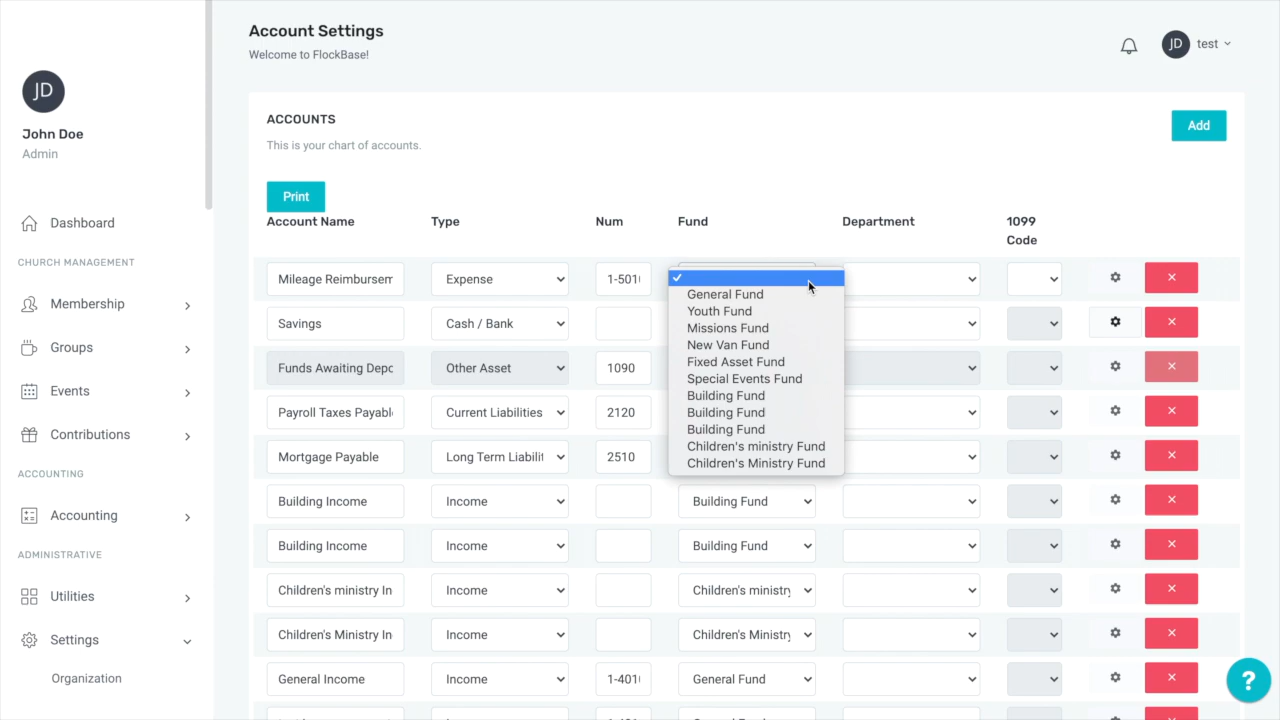 Account Settings
Welcome to FlockBase!
JD
test
JD
John Doe
Admin
Dashboard
CHURCH MANAGEMENT
Membership
Groups
Events
Contributions
ACCOUNTING
Accounting
ADMINISTRATIVE
Utilities
Settings
Organization
ACCOUNTS
Add
This is your chart of accounts.
Print
Account Name Type Num Fund Department 1099 Code
Mileage Reimbursem Expense 1-501
Savings Cash / Bank
Funds Awaiting Depo Other Asset 1090
Payroll Taxes Payabl Current Liabilities 2120
Mortgage Payable Long Term Liabilit 2510
General Fund
Youth Fund
Missions Fund
New Van Fund
Fixed Asset Fund
Special Events Fund
Building Fund
Building Fund
Building Fund
Children's ministry Fund
Children's Ministry Fund
Building Income Income Building Fund
Building Income Income Building Fund
Children's ministry In Income Children's ministry
Children's Ministry In Income Children's Ministry
General Income Income 1-401 General Fund
?